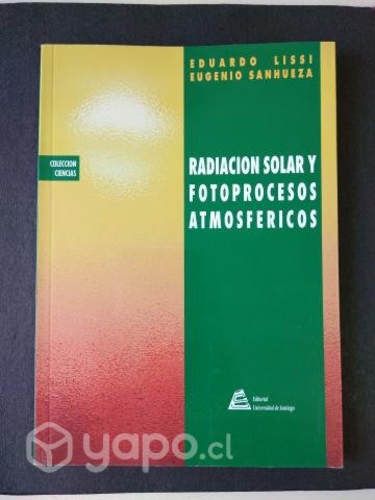 EDUARDO LISSI
EUGENIO SANHUEZA
COLECCION
CIENCIAS
RADIACION SOLAR Y
FOTOPROCESOS
ATMOSFERICOS
Editorial
Universidad de Santiago
yapo.cl